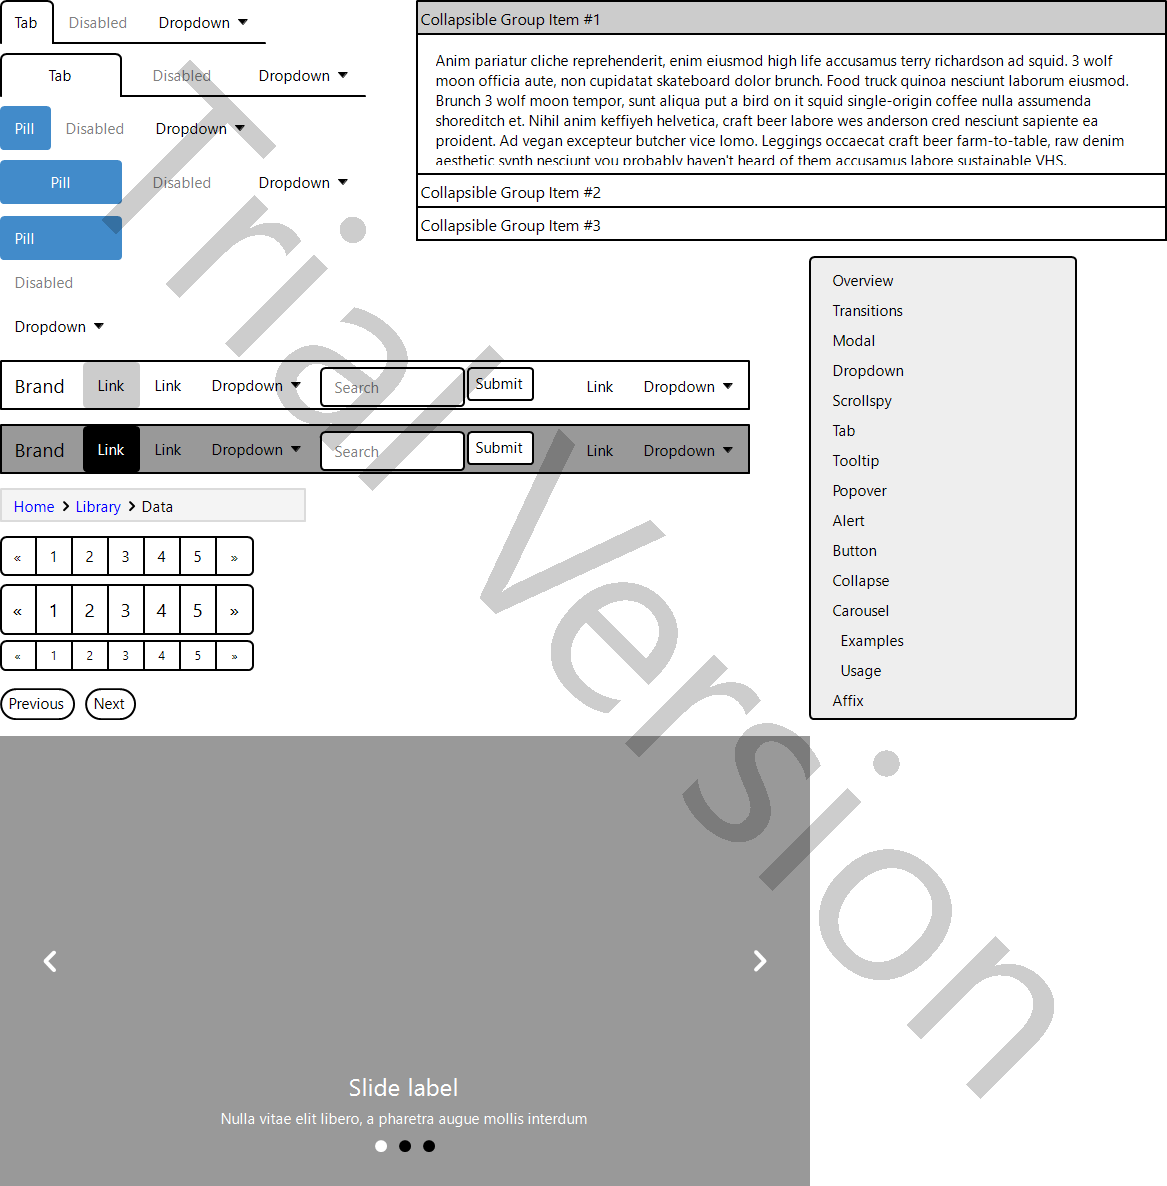 Tab Disabled Dropdown
Tab Disabled Dropdown
Pill Disabled Dropdown
Pill Disabled Dropdown
Pill
Disabled
Dropdown
Collapsible Group Item #1
Anim pariatur cliche reprehenderit, enim eiusmod high life accusamus terry richardson ad squid. 3 wolf
moon officia aute, non cupidatat skateboard dolor brunch. Food truck quinoa nesciunt laborum eiusmod.
Brunch 3 wolf moon tempor, sunt aliqua put a bird on it squid single-origin coffee nulla assumenda
shoreditch et. Nihil anim keffiyeh helvetica, craft beer labore wes anderson cred nesciunt sapiente ea
proident. Ad vegan excepteur butcher vice lomo. Leggings occaecat craft beer farm-to-table, raw denim
aesthetic synth nesciunt you probably haven't heard of them accusamus labore sustainable VHS.
Collapsible Group Item #2
Collapsible Group Item #3
Brand Link Link Dropdown Search Submit Link Dropdown
Brand Link Link Dropdown Search Submit Link Dropdown
Home > Library > Data
« 1 2 3 4 5 »
« 1 2 3 4 5 »
« 1 2 3 4 5 »
Previous Next
Overview
Transitions
Modal
Dropdown
Scrollspy
Tab
Tooltip
Popover
Alert
Button
Collapse
Carousel
Examples
Usage
Affix
Slide label
Nulla vitae elit libero, a pharetra augue mollis interdum
Trial Version